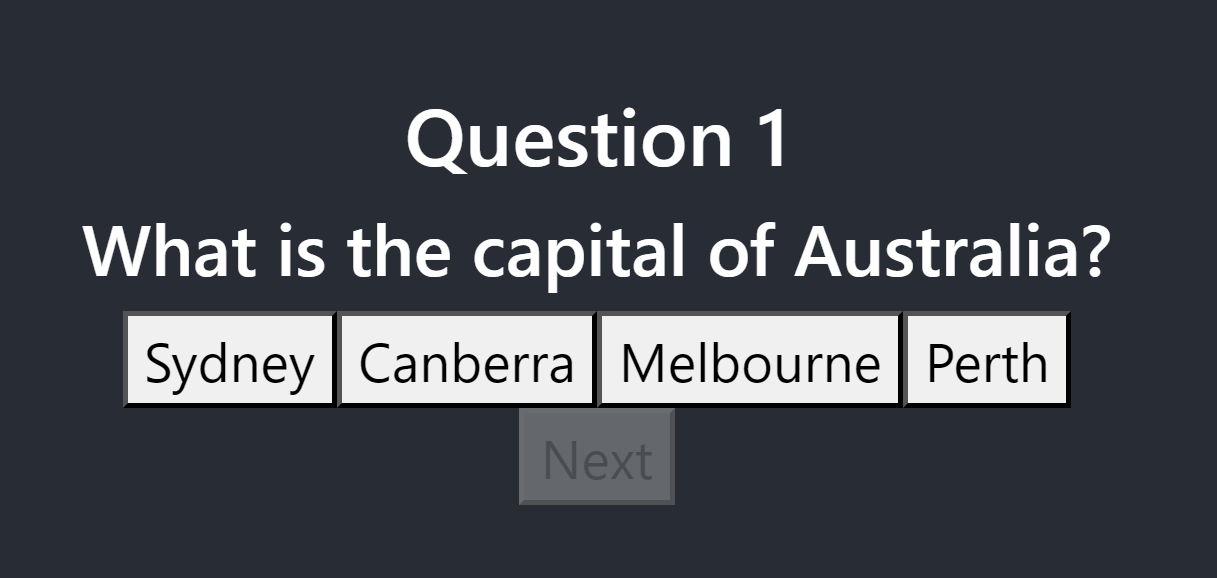 Question 1
What is the capital of Australia?
Sydney Canberra Melbourne Perth
Next